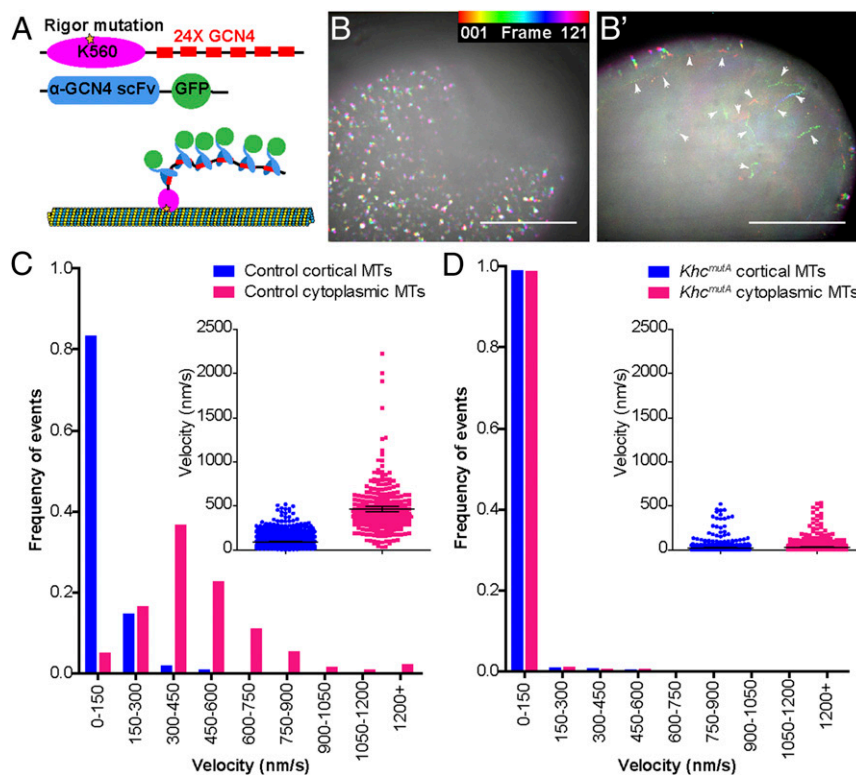 A
Rigor mutation
K560
24X GCN4
α-GCN4 scFv
GFP
B
001 Frame 121
B'
C
Control cortical MTs
Control cytoplasmic MTs
Frequency of events
1.0
0.8
0.6
0.4
0.2
0.0
Velocity (nm/s)
2500
2000
1500
1000
500
0
0-150
150-300
300-450
450-600
600-750
750-900
900-1050
1050-1200
1200+
Velocity (nm/s)
D
Khc^mutA cortical MTs
Khc^mutA cytoplasmic MTs
Frequency of events
1.0
0.8
0.6
0.4
0.2
0.0
Velocity (nm/s)
2500
2000
1500
1000
500
0
0-150
150-300
300-450
450-600
600-750
750-900
900-1050
1050-1200
1200+
Velocity (nm/s)